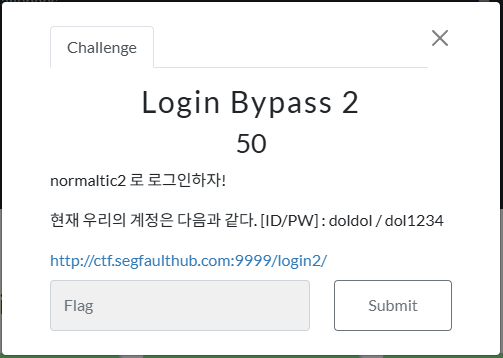 Challenge
Login Bypass 2
50
normaltic2 로 로그인하자!
현재 우리의 계정은 다음과 같다. [ID/PW] : doldol / dol1234
http://ctf.segfaulthub.com:9999/login2/
Flag
Submit